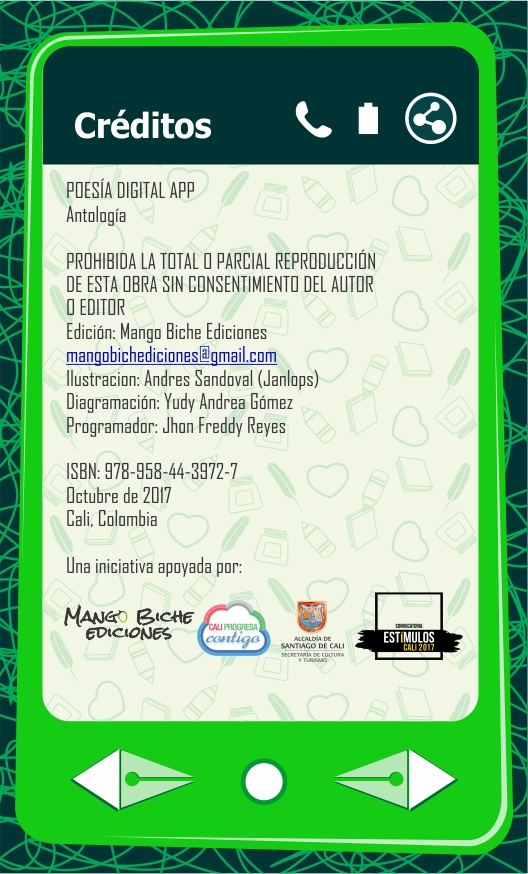 Créditos
POESÍA DIGITAL APP
Antología
PROHIBIDA LA TOTAL O PARCIAL REPRODUCCIÓN
DE ESTA OBRA SIN CONSENTIMIENTO DEL AUTOR
O EDITOR
Edición: Mango Biche Ediciones
mangobichediciones@gmail.com
Ilustracion: Andres Sandoval (Janlops)
Diagramación: Yudy Andrea Gómez
Programador: Jhon Freddy Reyes
ISBN: 978-958-44-3972-7
Octubre de 2017
Cali, Colombia
Una iniciativa apoyada por:
MANGO BICHE
EDICIONES
CALI PROGRESA
contigo
ALCALDÍA DE
SANTIAGO DE CALI
SECRETARÍA DE CULTURA
Y TURISMO
CONVOCATORIA
ESTÍMULOS
CALI 2017